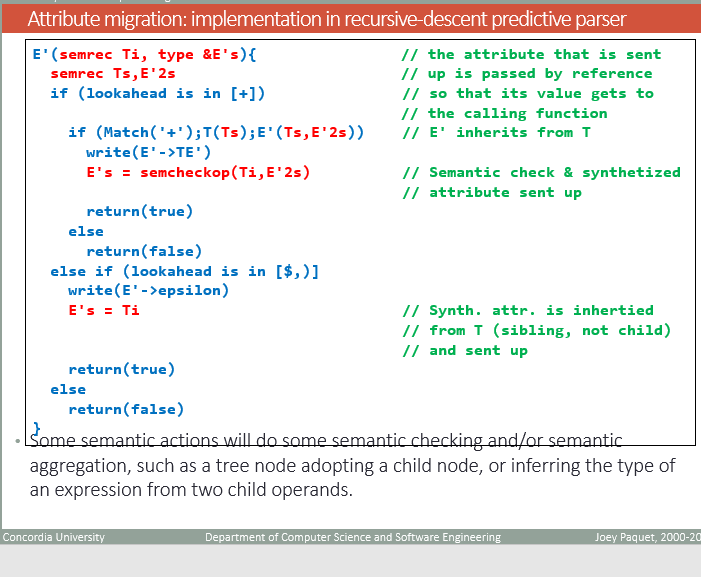 Attribute migration: implementation in recursive-descent predictive parser
E'(semrec Ti, type &E's){ // the attribute that is sent
semrec Ts,E'2s // up is passed by reference
if (lookahead is in [+]) // so that its value gets to
// the calling function
if (Match('+');T(Ts);E'(Ts,E'2s)) // E' inherits from T
write(E'->TE')
E's = semcheckop(Ti,E'2s) // Semantic check & synthetized
// attribute sent up
return(true)
else
return(false)
else if (lookahead is in [$,)]
write(E'->epsilon)
E's = Ti // Synth. attr. is inhertied
// from T (sibling, not child)
// and sent up
return(true)
else
return(false)
}
• Some semantic actions will do some semantic checking and/or semantic
aggregation, such as a tree node adopting a child node, or inferring the type of
an expression from two child operands.
Concordia University Department of Computer Science and Software Engineering Joey Paquet, 2000-20